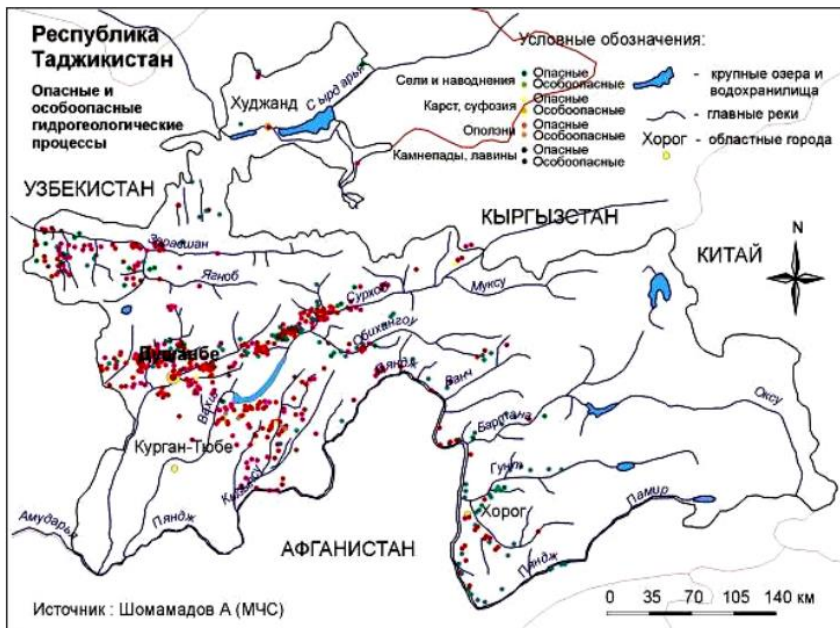 Республика
Таджикистан
Опасные и
особоопасные
гидрогеологические
процессы
Условные обозначения:
Сели и наводнения
Опасные
Особоопасные
Карст, суфозия
Опасные
Особоопасные
Оползни
Опасные
Особоопасные
Камнепады, лавины
Опасные
Особоопасные
- крупные озера и
водохранилища
- главные реки
Хорог - областные города
Худжанд
Сырдарья
УЗБЕКИСТАН
КЫРГЫЗСТАН
КИТАЙ
N
Зеравшан
Ягноб
Сурхоб
Муксу
Обихингоу
Душанбе
Вахш
Пяндж
Ванч
Бартанг
Оксу
Курган-Тюбе
Кызылсу
Гунт
Хорог
Памир
Амударья
Пяндж
АФГАНИСТАН
Пяндж
Источник : Шомамадов А (МЧС)
0 35 70 105 140 км